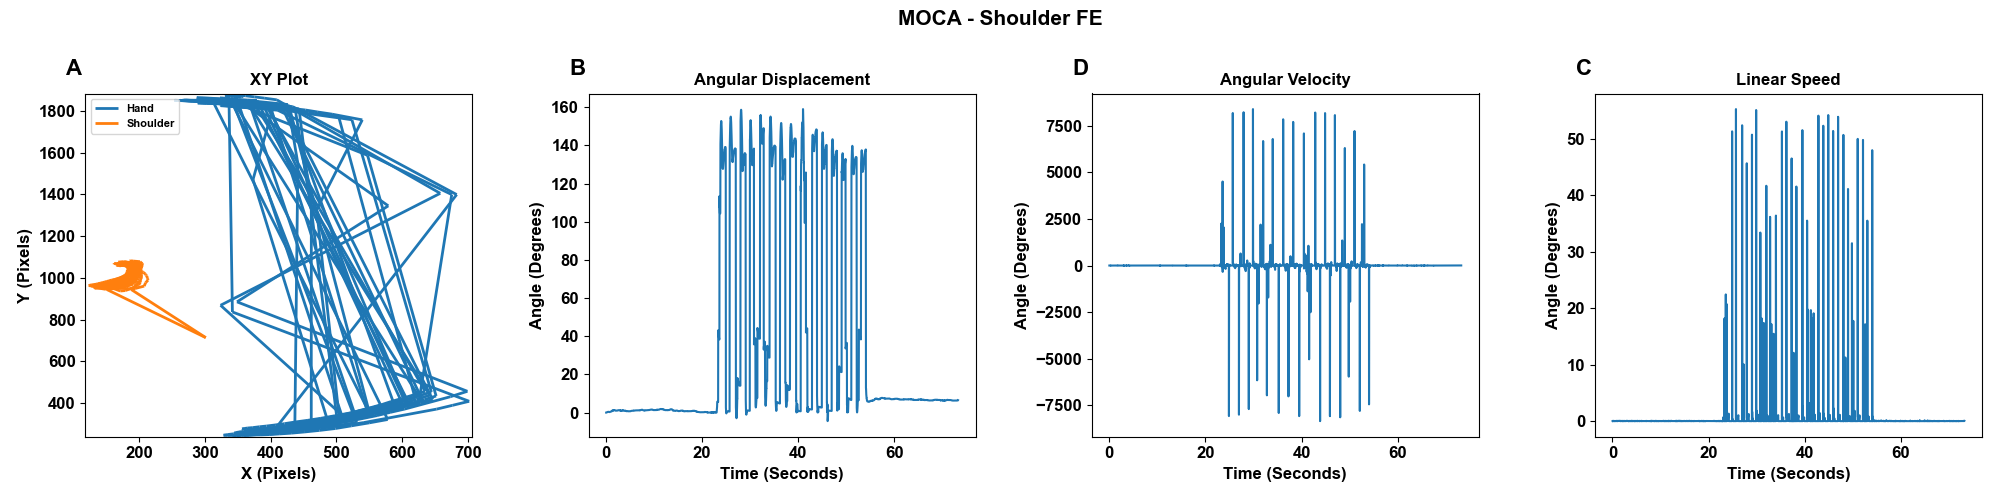 MOCA - Shoulder FE
A
XY Plot
Hand
Shoulder
1800
1600
1400
1200
1000
800
600
400
200
300
400
500
600
700
Y (Pixels)
X (Pixels)
B
Angular Displacement
160
140
120
100
80
60
40
20
0
0
20
40
60
Angle (Degrees)
Time (Seconds)
D
Angular Velocity
7500
5000
2500
0
−2500
−5000
−7500
0
20
40
60
Angle (Degrees)
Time (Seconds)
C
Linear Speed
50
40
30
20
10
0
0
20
40
60
Angle (Degrees)
Time (Seconds)